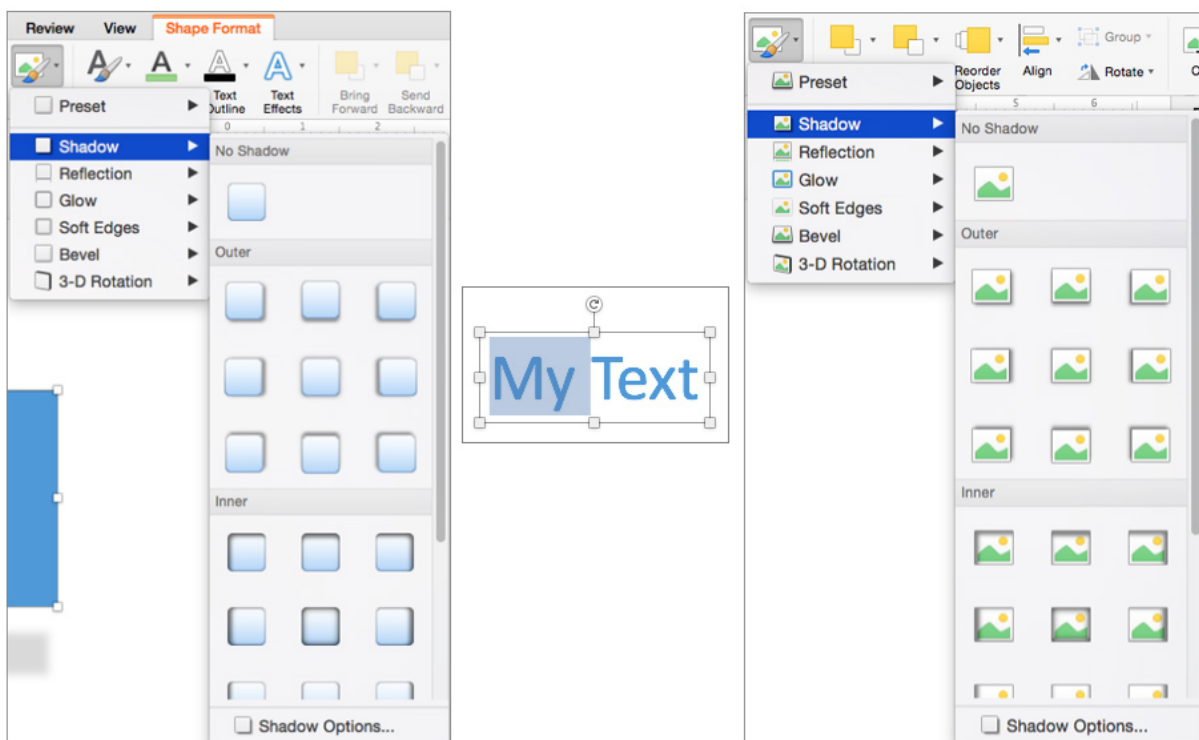 Review View Shape Format
Text Outline
Text Effects
Bring Forward
Send Backward
0 1 2
Preset
Shadow
Reflection
Glow
Soft Edges
Bevel
3-D Rotation
No Shadow
Outer
Inner
Shadow Options...
My Text
Reorder Objects
Align
Group
Rotate
5 6
Preset
Shadow
Reflection
Glow
Soft Edges
Bevel
3-D Rotation
No Shadow
Outer
Inner
Shadow Options...